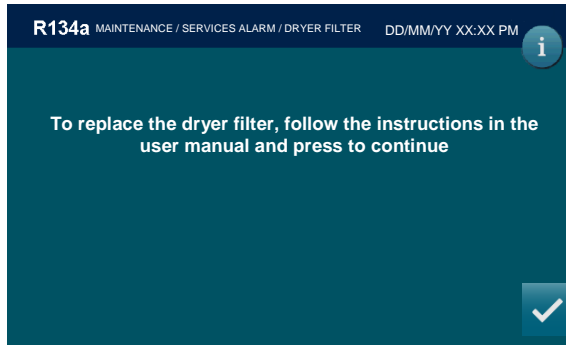 R134a MAINTENANCE / SERVICES ALARM / DRYER FILTER DD/MM/YY XX:XX PM
i
To replace the dryer filter, follow the instructions in the
user manual and press to continue